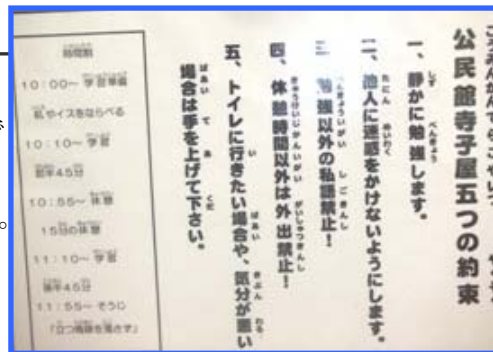 公民館寺子屋五つの約束
一、静かに勉強します。
二、他人に迷惑をかけないようにします。
三、勉強以外の私語禁止！
四、休憩時間以外は外出禁止！
五、トイレに行きたい場合や、気分が悪い
場合は手を上げて下さい。
時間割
10:00～ 学習準備
机やイスをならべる
10:10～ 学習
前半45分
10:55～ 休憩
15分の休憩
11:10～ 学習
後半45分
11:55～ そうじ